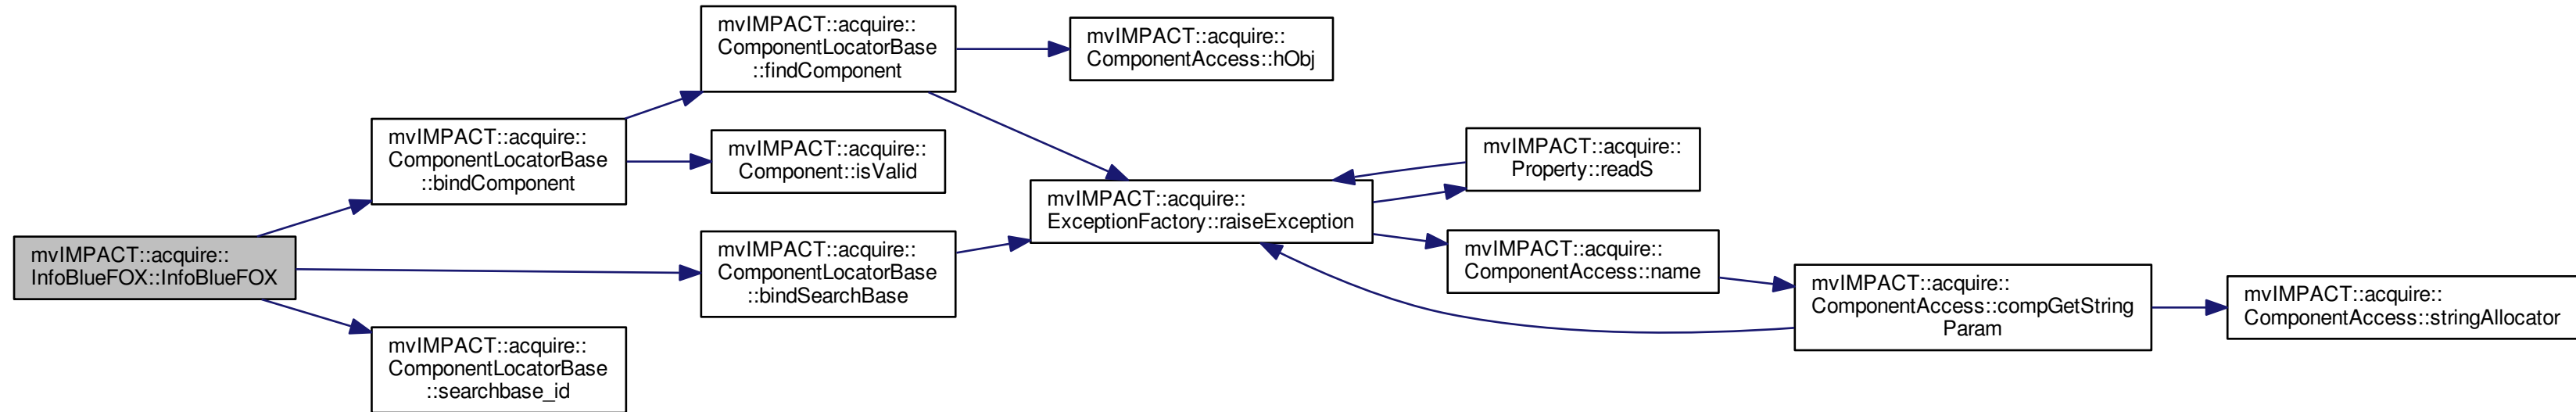 mvIMPACT::acquire::
InfoBlueFOX::InfoBlueFOX
mvIMPACT::acquire::
ComponentLocatorBase
::bindComponent
mvIMPACT::acquire::
ComponentLocatorBase
::findComponent
mvIMPACT::acquire::
ComponentAccess::hObj
mvIMPACT::acquire::
Component::isValid
mvIMPACT::acquire::
ExceptionFactory::raiseException
mvIMPACT::acquire::
Property::readS
mvIMPACT::acquire::
ComponentAccess::name
mvIMPACT::acquire::
ComponentAccess::compGetString
Param
mvIMPACT::acquire::
ComponentAccess::stringAllocator
mvIMPACT::acquire::
ComponentLocatorBase
::bindSearchBase
mvIMPACT::acquire::
ComponentLocatorBase
::searchbase_id